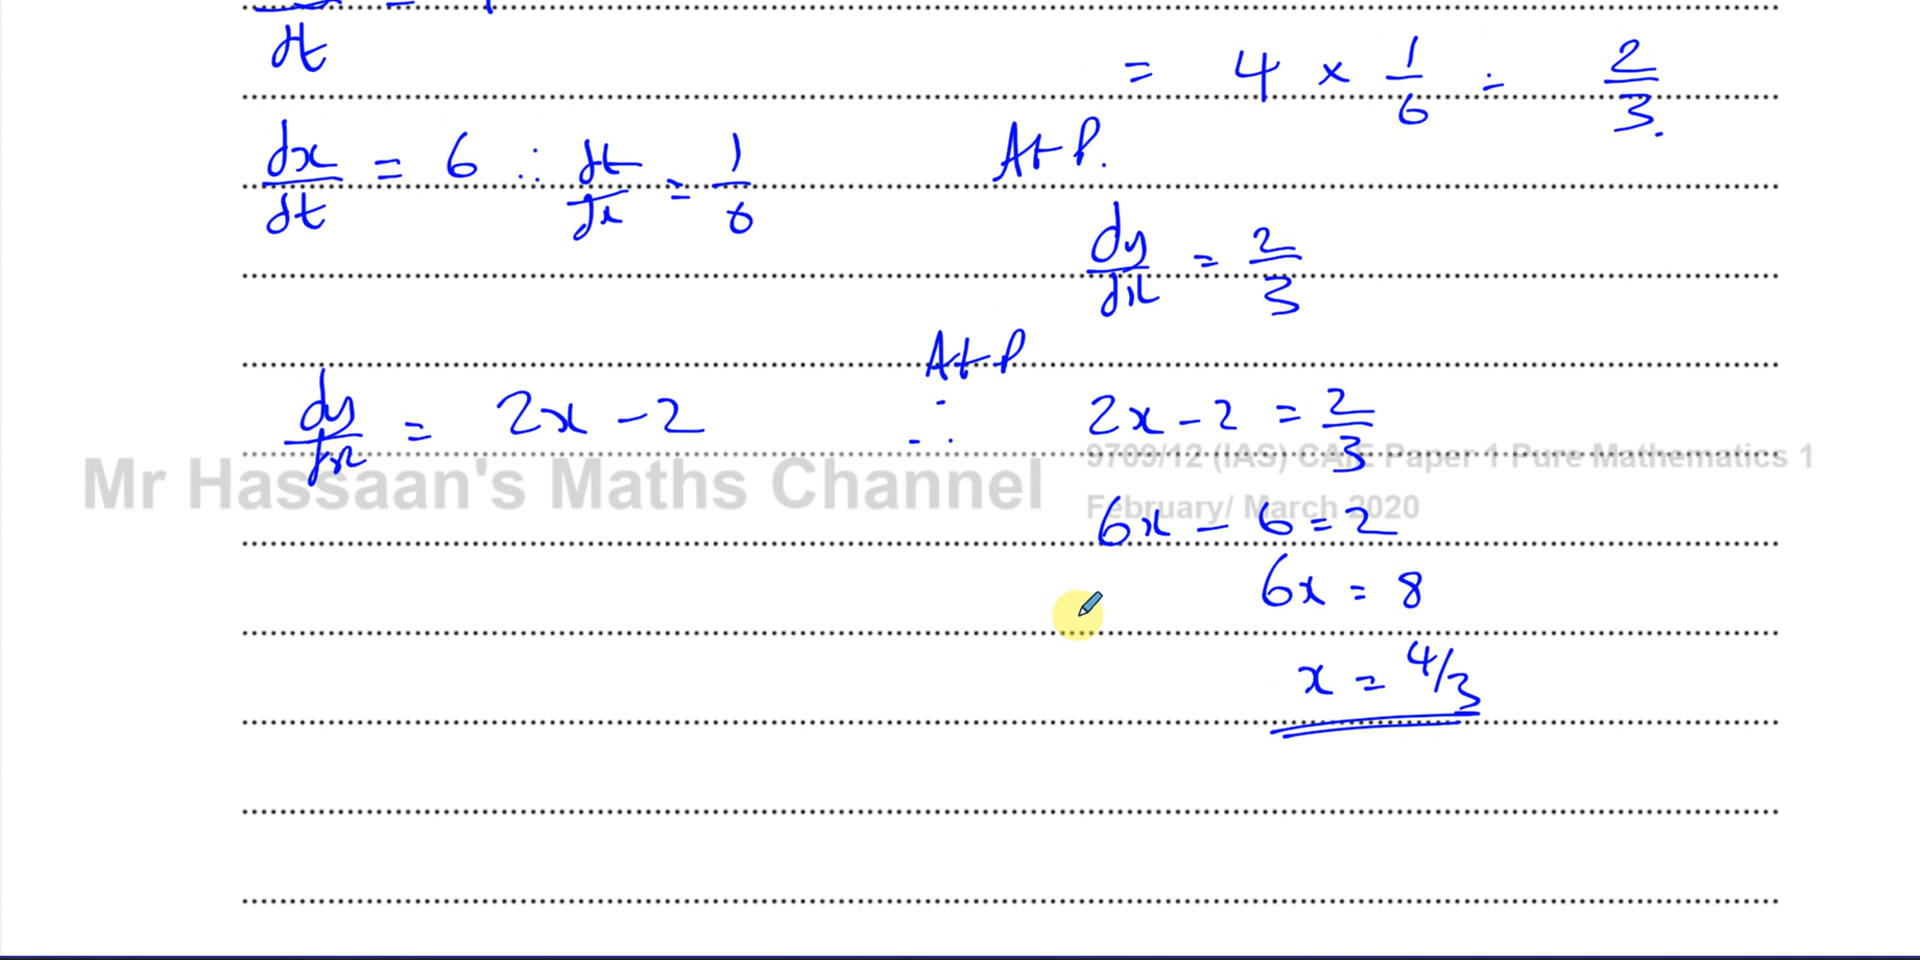 dt
= 4 × 1/6 = 2/3.
dx/dt = 6 ∴ dt/dx = 1/6
At P.
dy/dx = 2/3
At P
dy/dx = 2x - 2 ∴ 2x - 2 = 2/3
Mr Hassaan's Maths Channel
9709/12 (IAS) CAIE Paper 1 Pure Mathematics 1
February/ March 2020
6x - 6 = 2
6x = 8
x = 4/3